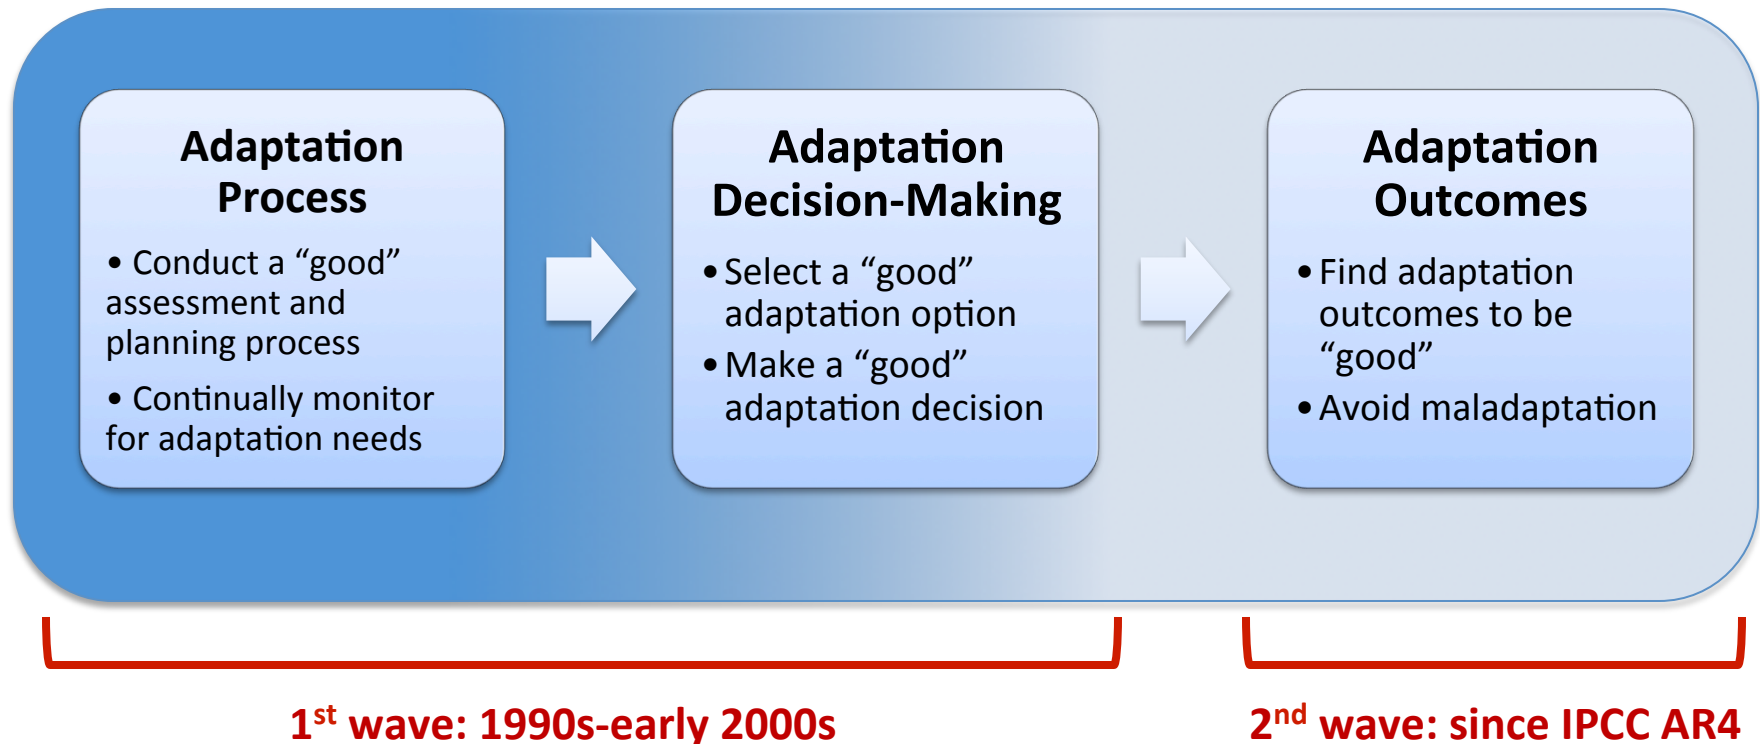 Adaptation
Process
• Conduct a “good”
assessment and
planning process
• Continually monitor
for adaptation needs
Adaptation
Decision-Making
• Select a “good”
adaptation option
• Make a “good”
adaptation decision
Adaptation
Outcomes
• Find adaptation
outcomes to be
“good”
• Avoid maladaptation
1st wave: 1990s-early 2000s
2nd wave: since IPCC AR4